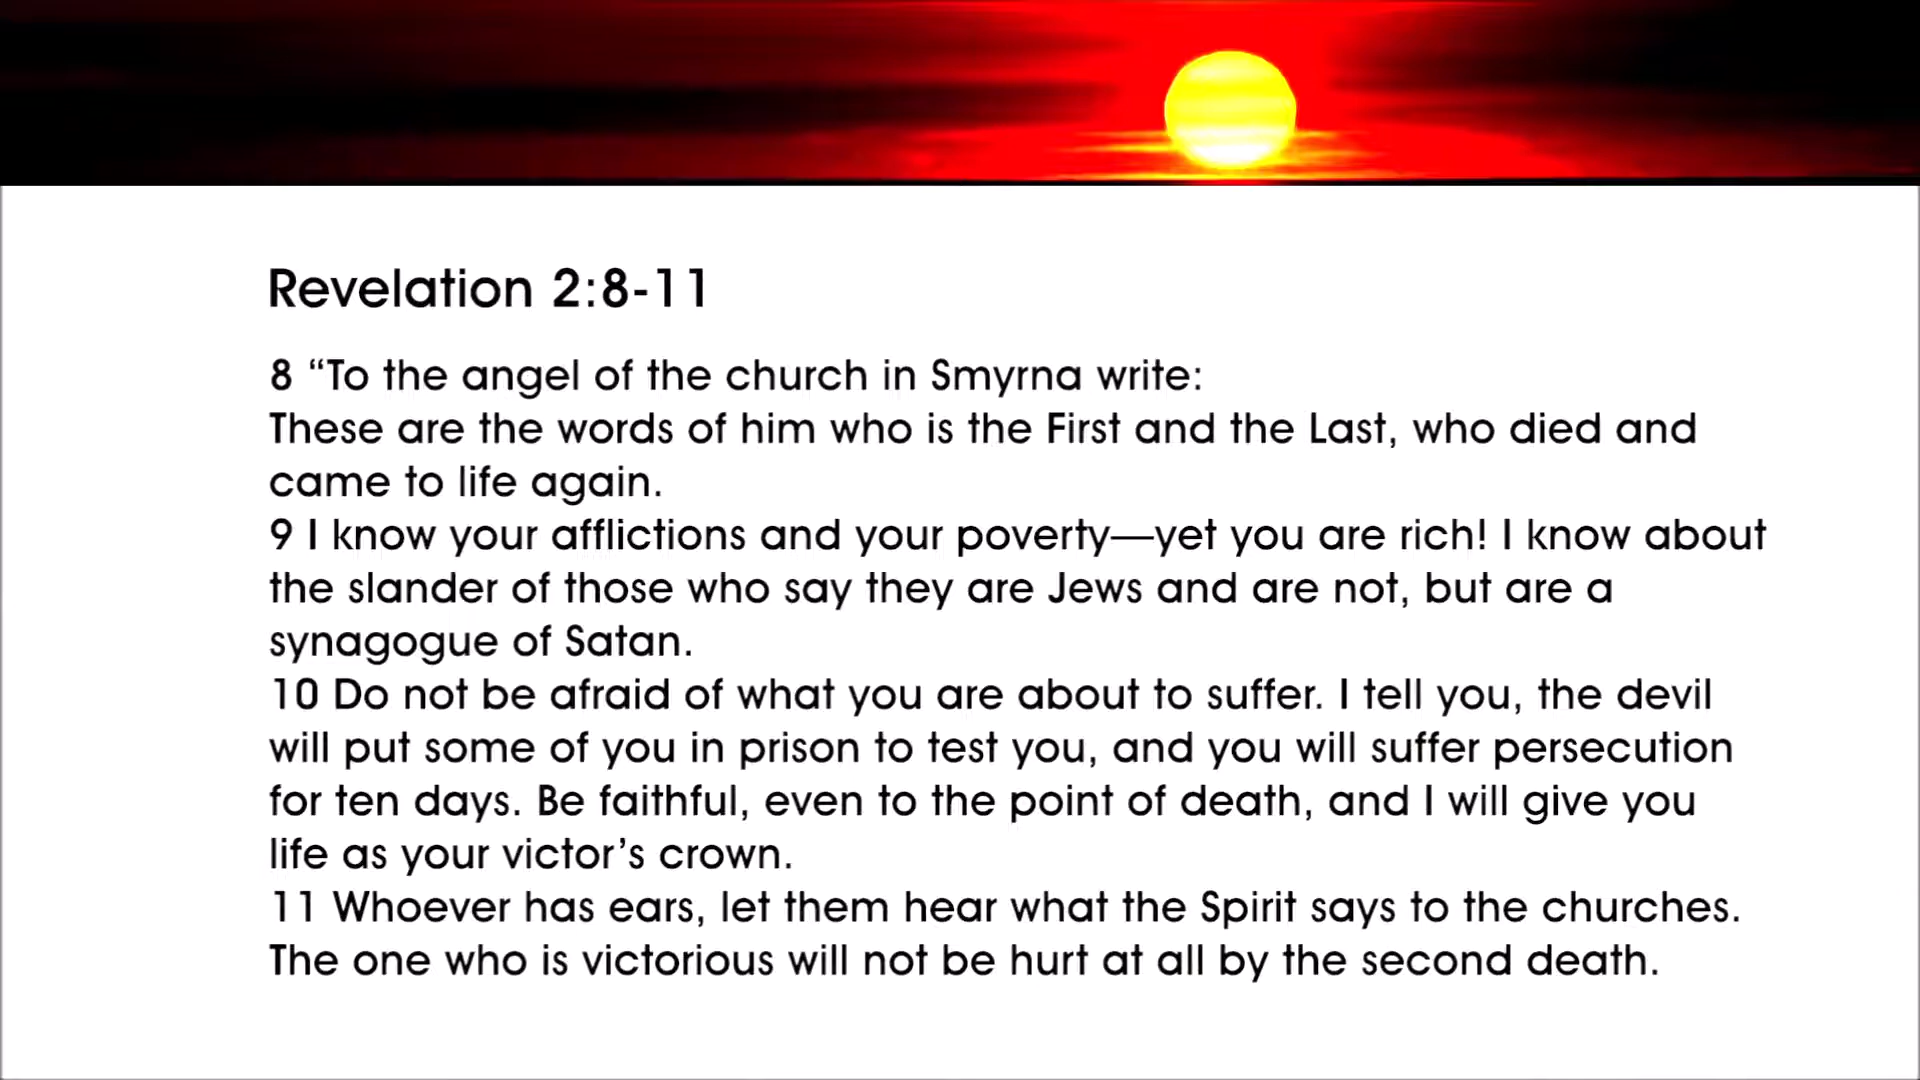 Revelation 2:8-11
8 “To the angel of the church in Smyrna write:
These are the words of him who is the First and the Last, who died and
came to life again.
9 I know your afflictions and your poverty—yet you are rich! I know about
the slander of those who say they are Jews and are not, but are a
synagogue of Satan.
10 Do not be afraid of what you are about to suffer. I tell you, the devil
will put some of you in prison to test you, and you will suffer persecution
for ten days. Be faithful, even to the point of death, and I will give you
life as your victor’s crown.
11 Whoever has ears, let them hear what the Spirit says to the churches.
The one who is victorious will not be hurt at all by the second death.